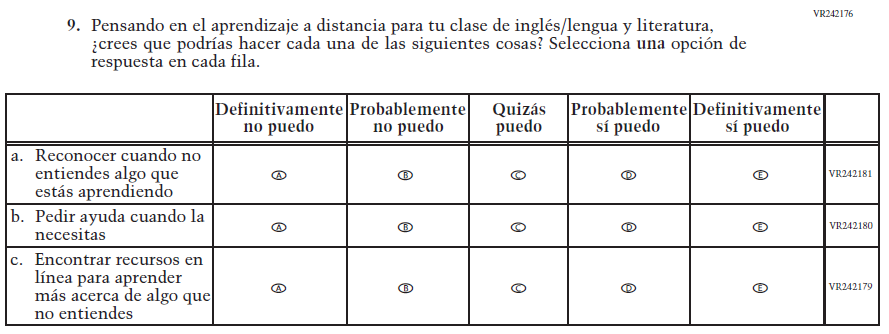 VR242176
9. Pensando en el aprendizaje a distancia para tu clase de inglés/lengua y literatura,
¿crees que podrías hacer cada una de las siguientes cosas? Selecciona una opción de
respuesta en cada fila.
Definitivamente no puedo
Probablemente no puedo
Quizás puedo
Probablemente sí puedo
Definitivamente sí puedo
a. Reconocer cuando no
entiendes algo que
estás aprendiendo
A B C D E VR242181
b. Pedir ayuda cuando la
necesitas
A B C D E VR242180
c. Encontrar recursos en
línea para aprender
más acerca de algo que
no entiendes
A B C D E VR242179